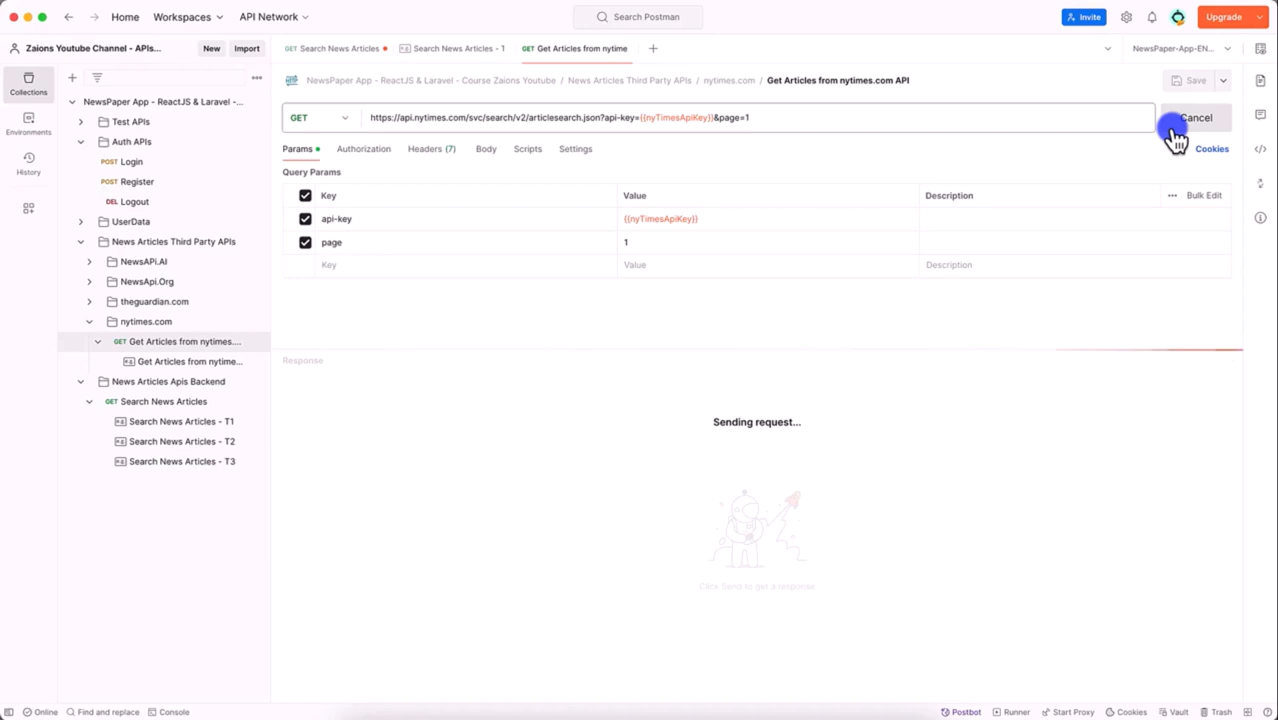 Home Workspaces API Network Search Postman Invite Upgrade
Zaions Youtube Channel - APIs... New Import GET Search News Articles Search News Articles - 1 GET Get Articles from nytime NewsPaper-App-EN...
Collections
Environments
History
NewsPaper App - ReactJS & Laravel -...
Test APIs
Auth APIs
POST Login
POST Register
DEL Logout
UserData
News Articles Third Party APIs
NewsAPi.AI
NewsApi.Org
theguardian.com
nytimes.com
GET Get Articles from nytimes....
Get Articles from nytime...
News Articles Apis Backend
GET Search News Articles
Search News Articles - T1
Search News Articles - T2
Search News Articles - T3
NewsPaper App - ReactJS & Laravel - Course Zaions Youtube / News Articles Third Party APIs / nytimes.com / Get Articles from nytimes.com API Save
GET https://api.nytimes.com/svc/search/v2/articlesearch.json?api-key={{nyTimesApiKey}}&page=1 Cancel
Params Authorization Headers (7) Body Scripts Settings Cookies
Query Params
Key Value Description Bulk Edit
api-key {{nyTimesApiKey}}
page 1
Key Value Description
Response
Sending request...
Click Send to get a response
Online Find and replace Console Postbot Runner Start Proxy Cookies Vault Trash